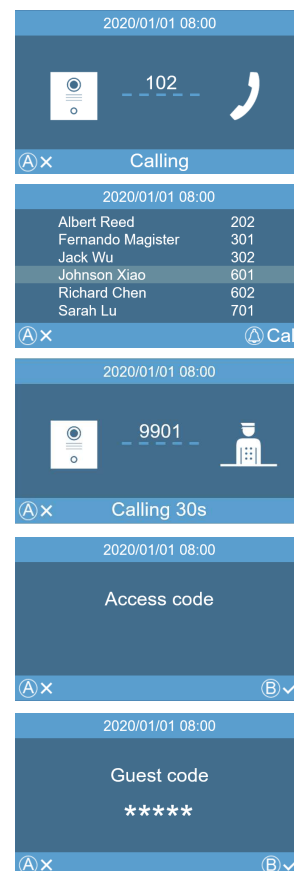 2020/01/01 08:00
102
A× Calling
2020/01/01 08:00
Albert Reed 202
Fernando Magister 301
Jack Wu 302
Johnson Xiao 601
Richard Chen 602
Sarah Lu 701
A× Cal
2020/01/01 08:00
9901
A× Calling 30s
2020/01/01 08:00
Access code
A× B✓
2020/01/01 08:00
Guest code
*****
A× B✓